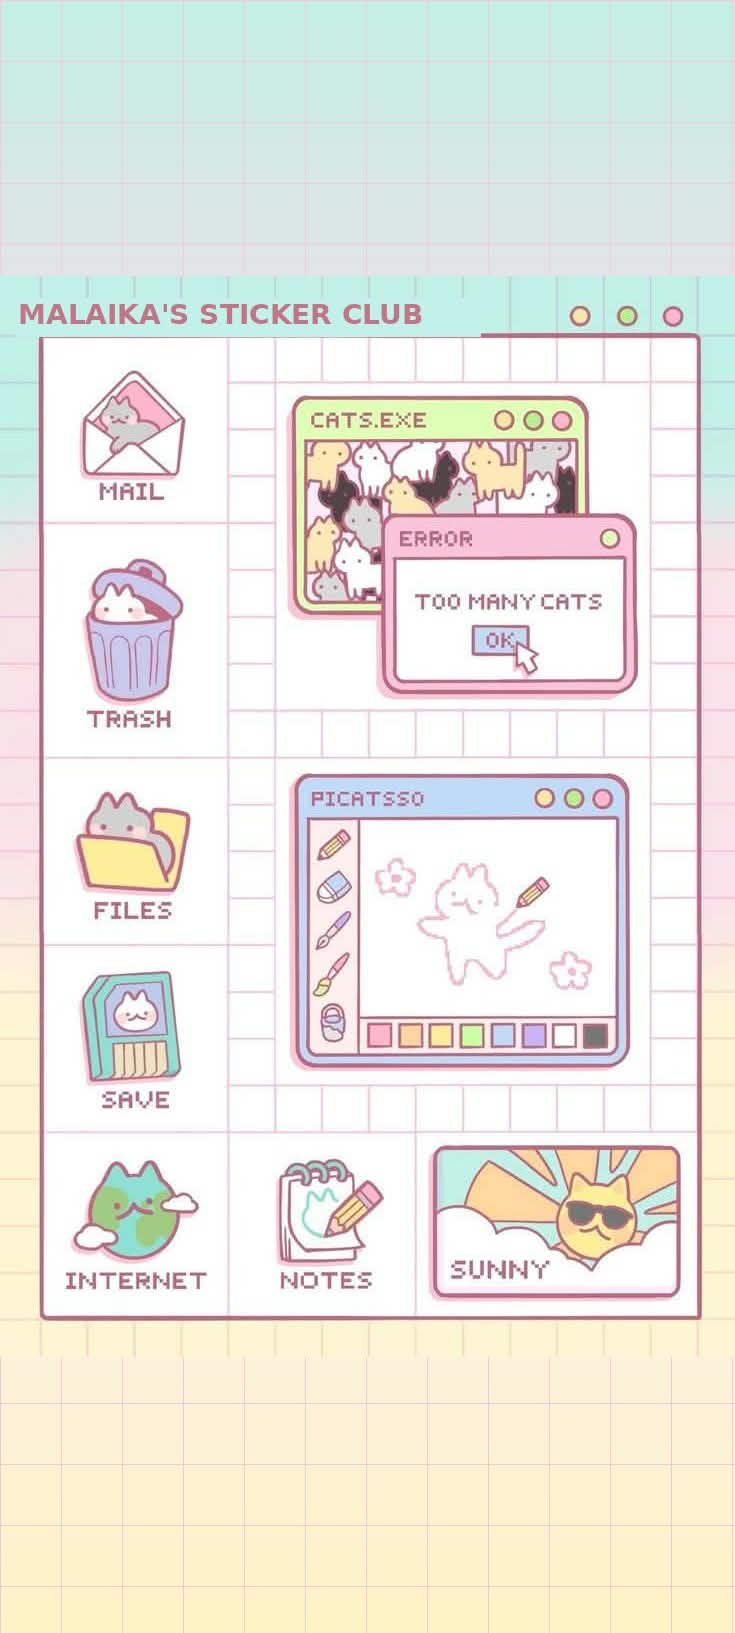 MALAIKA'S STICKER CLUB
MAIL
CATS.EXE
ERROR
TOO MANY CATS
OK
TRASH
PICATSSO
FILES
SAVE
INTERNET
NOTES
SUNNY